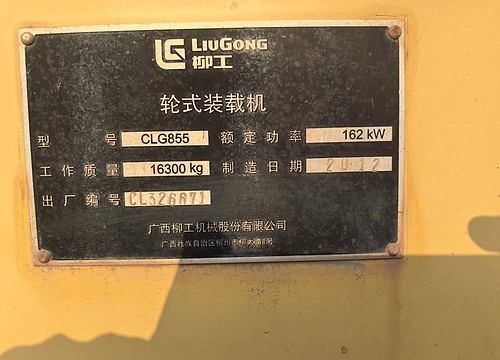 LIUGONG
柳工
轮式装载机
型号 CLG855 额定功率 162 kW
工作质量 16300 kg 制造日期
出厂编号
广西柳工机械股份有限公司